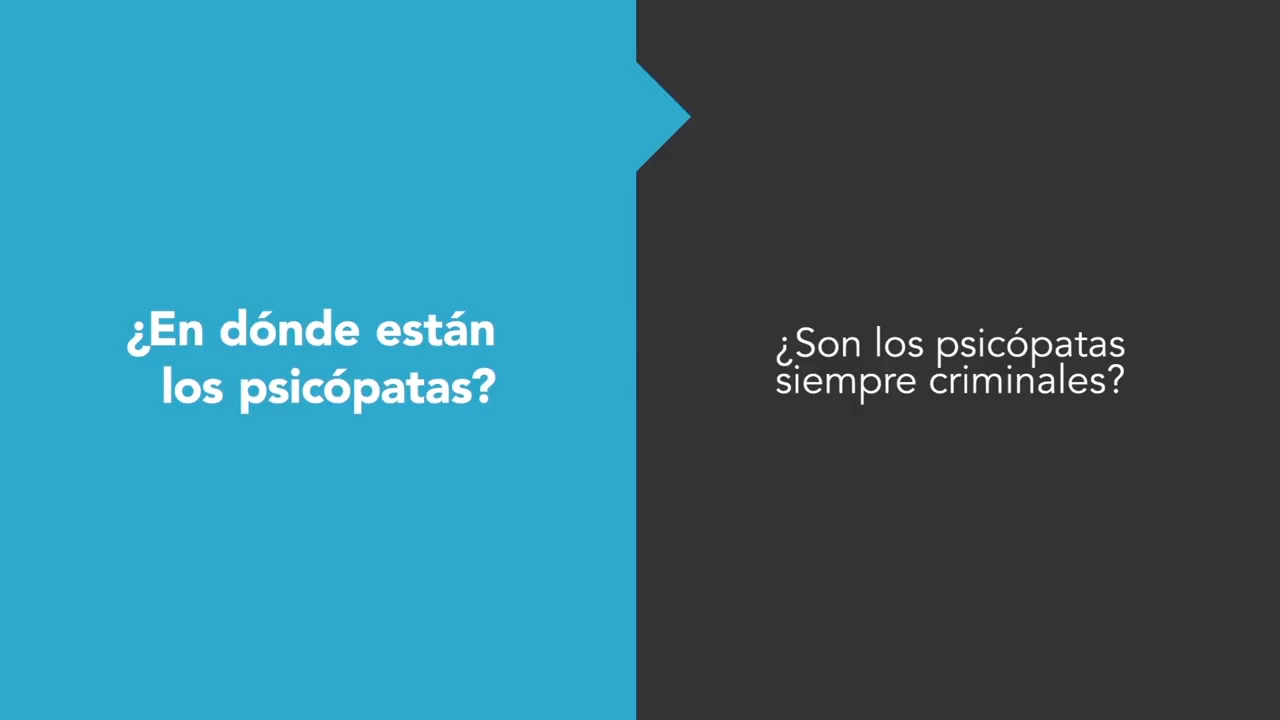 ¿En dónde están
los psicópatas?
¿Son los psicópatas
siempre criminales?